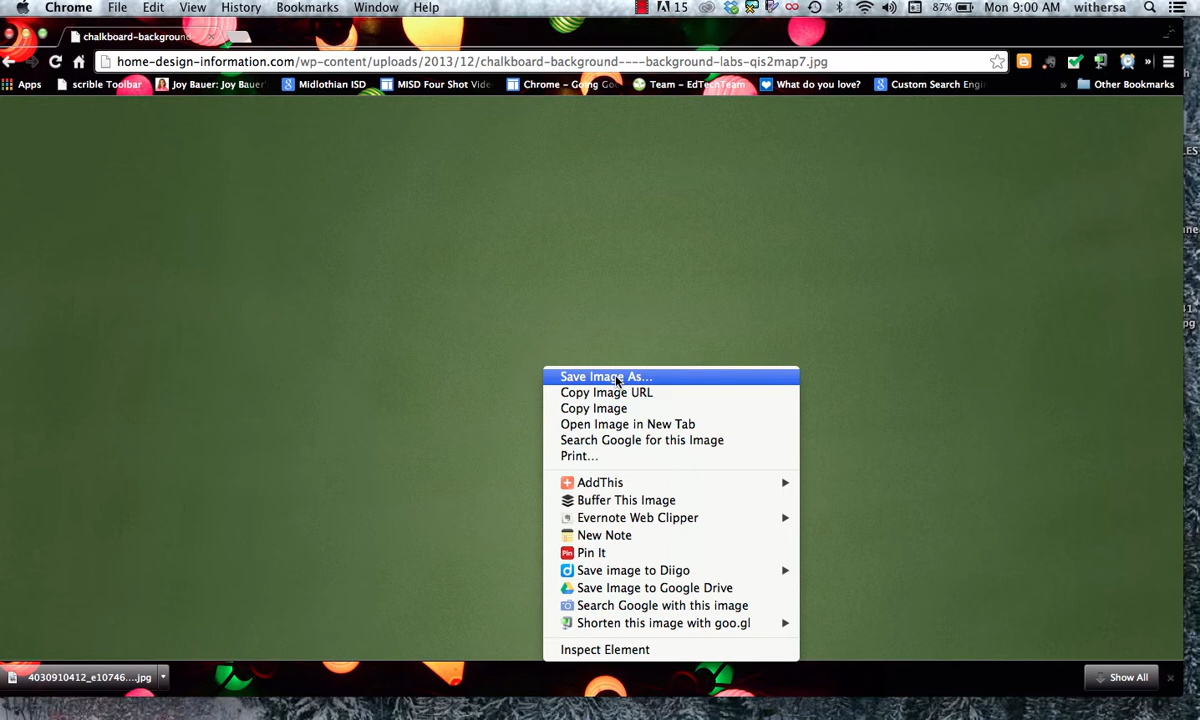 Chrome File Edit View History Bookmarks Window Help 15 87% Mon 9:00 AM withersa
chalkboard-background
home-design-information.com/wp-content/uploads/2013/12/chalkboard-background----background-labs-qis2map7.jpg
Apps scrible Toolbar Joy Bauer: Joy Bauer Midlothian ISD MISD Four Shot Vide Chrome – Going Go Team – EdTechTeam What do you love? Custom Search Engi » Other Bookmarks
Save Image As...
Copy Image URL
Copy Image
Open Image in New Tab
Search Google for this Image
Print...
AddThis
Buffer This Image
Evernote Web Clipper
New Note
Pin It
Save image to Diigo
Save Image to Google Drive
Search Google with this image
Shorten this image with goo.gl
Inspect Element
4030910412_e10746....jpg Show All